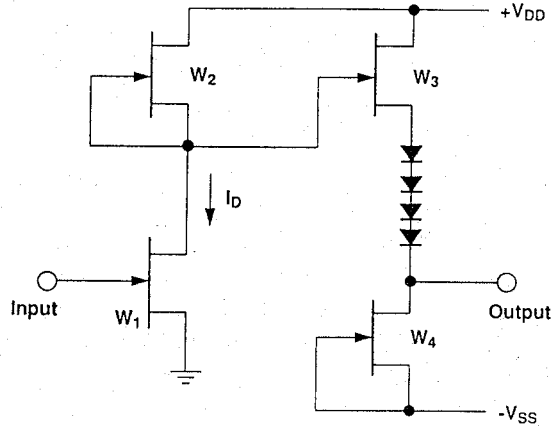 +V_DD
W_2
W_3
I_D
Input
W_1
Output
W_4
-V_SS